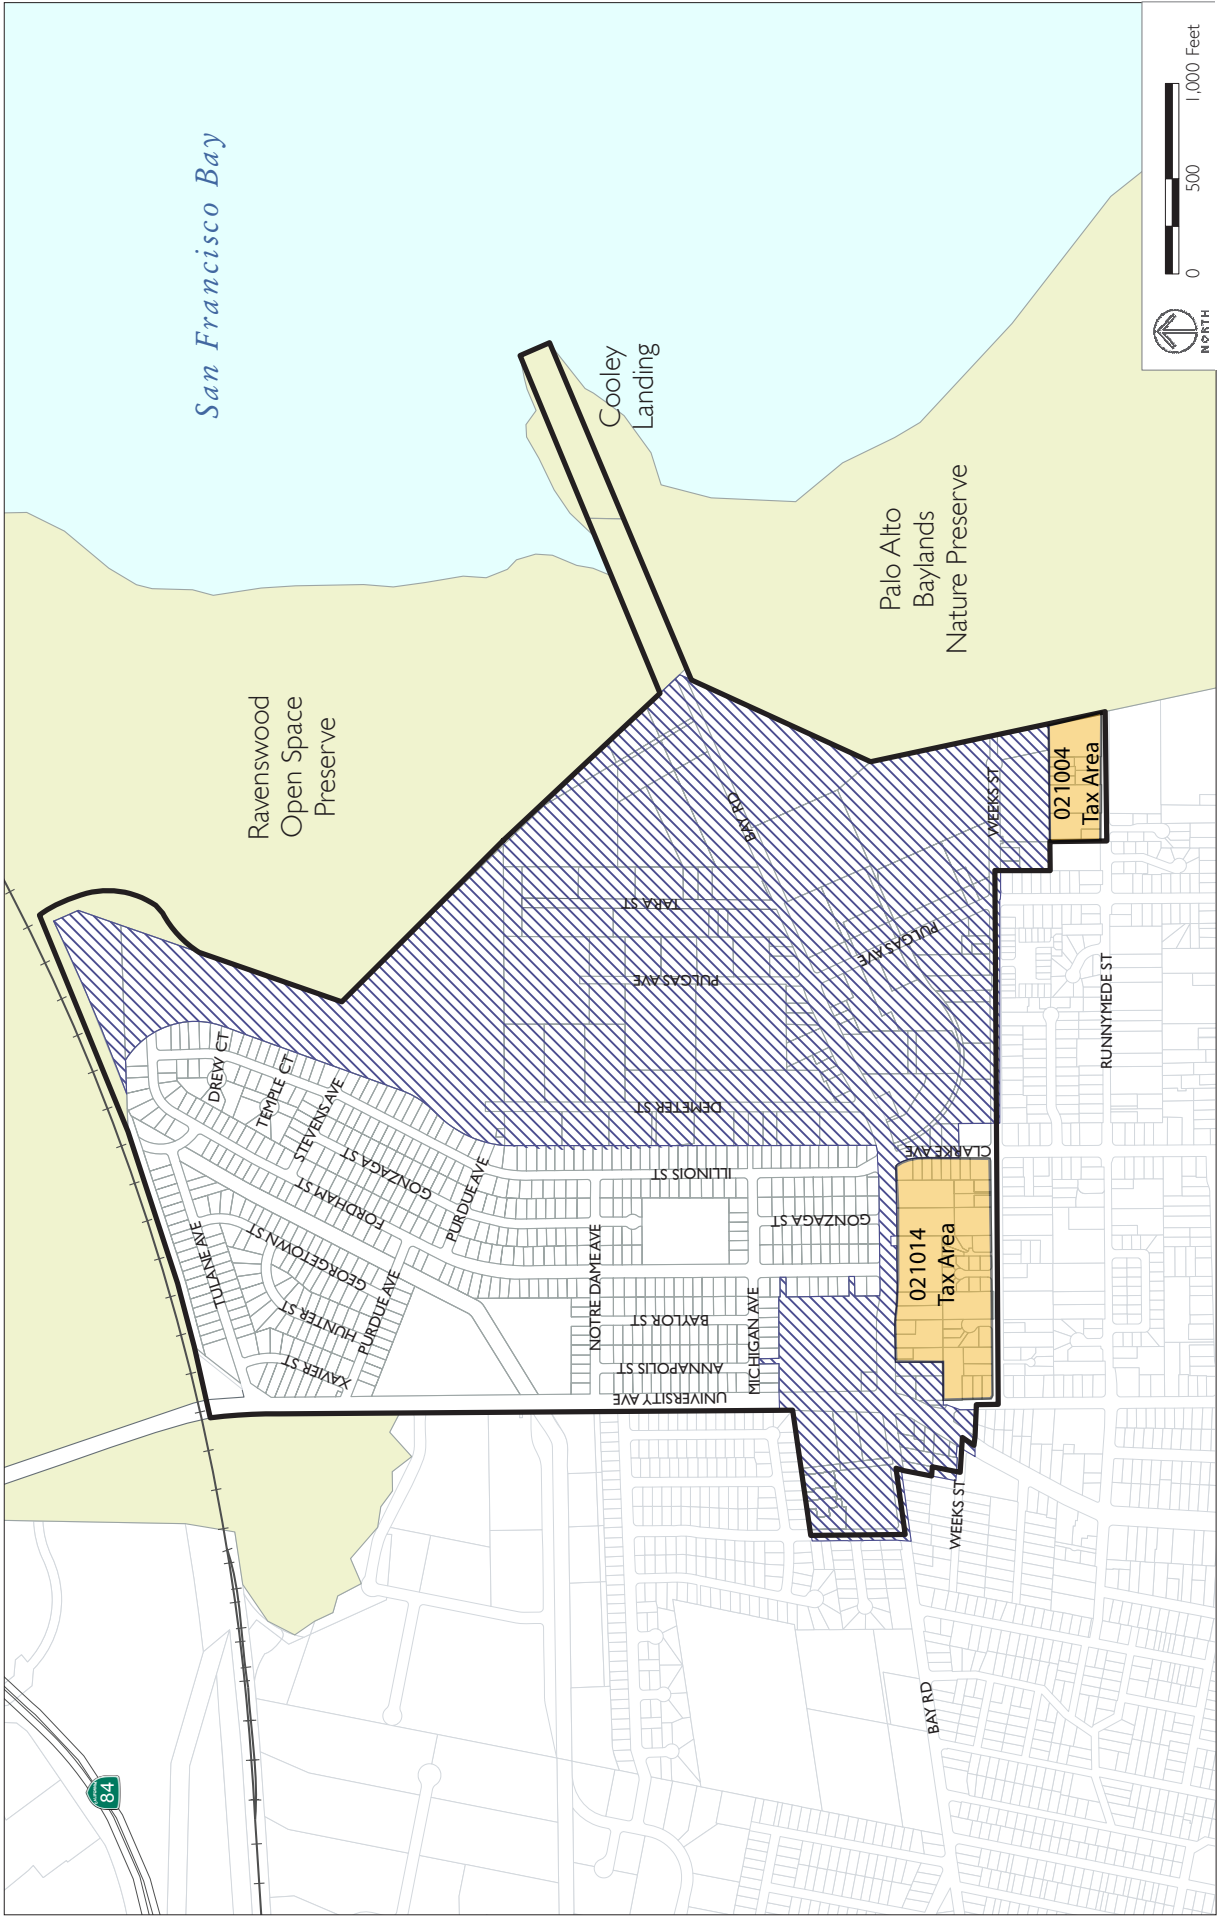 San Francisco Bay
Ravenswood
Open Space
Preserve
Cooley
Landing
Palo Alto
Baylands
Nature Preserve
DREW CT
TEMPLE CT
STEVENS AVE
GONZAGA ST
FORDHAM ST
PURDUE AVE
TULANE AVE
GEORGETOWN ST
HUNTER ST
PURDUE AVE
XAVIER ST
NOTRE DAME AVE
ILLINOIS ST
GONZAGA ST
BAYLOR ST
ANNAPOLIS ST
MICHIGAN AVE
UNIVERSITY AVE
TARA ST
PULGAS AVE
DEMETER ST
BAY RD
PULGAS AVE
WEEKS ST
CLARKE AVE
RUNNYMEDE ST
WEEKS ST
BAY RD
021004
Tax Area
021014
Tax Area
CALIFORNIA
84
0
500
1,000 Feet
NORTH